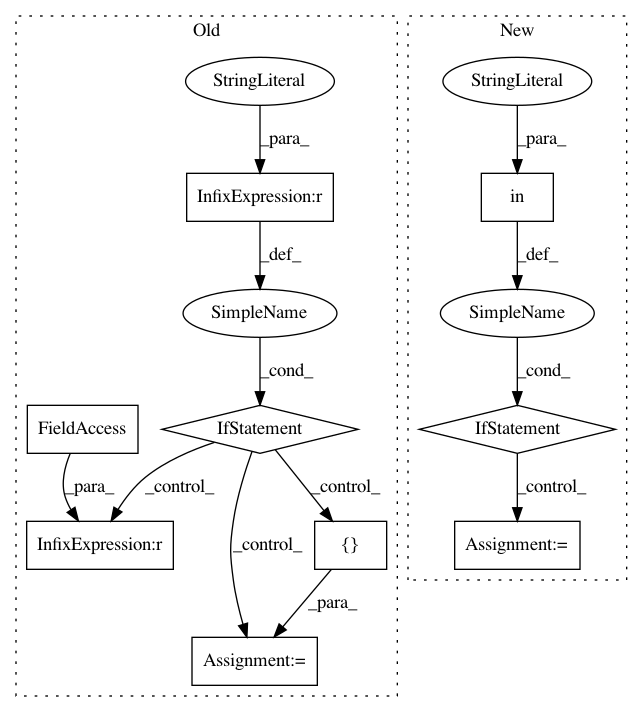 Old
New
StringLiteral
StringLiteral
_para_
_para_
InfixExpression:r
in
_def_
_def_
SimpleName
SimpleName
_cond_
_cond_
FieldAccess
IfStatement
IfStatement
_para_
_control_
_control_
_control_
_control_
InfixExpression:r
{}
Assignment:=
_para_
Assignment:=